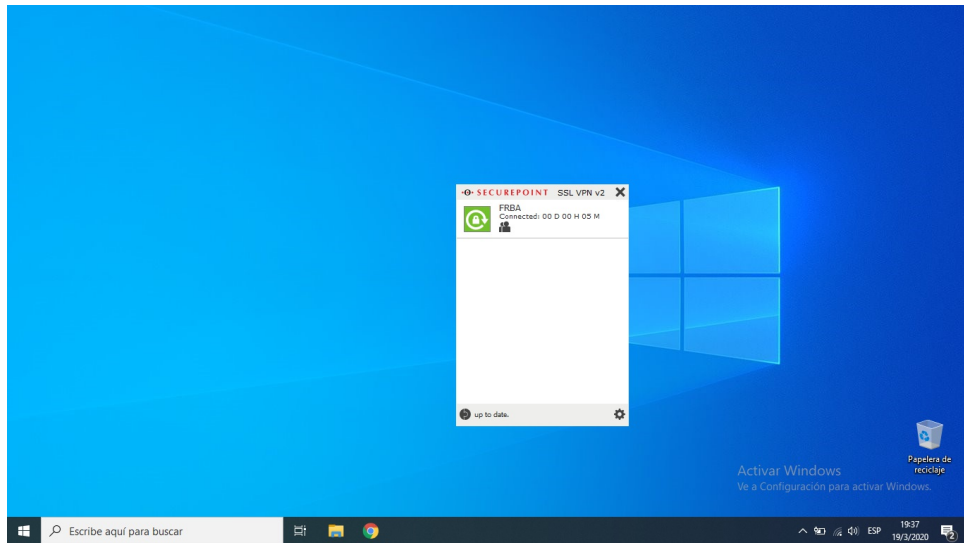 SECUREPOINT SSL VPN v2
FRBA
Connected: 00 D 00 H 05 M
up to date.
Papelera de
reciclaje
Activar Windows
Ve a Configuración para activar Windows.
Escribe aquí para buscar
ESP
19:37
19/3/2020
2